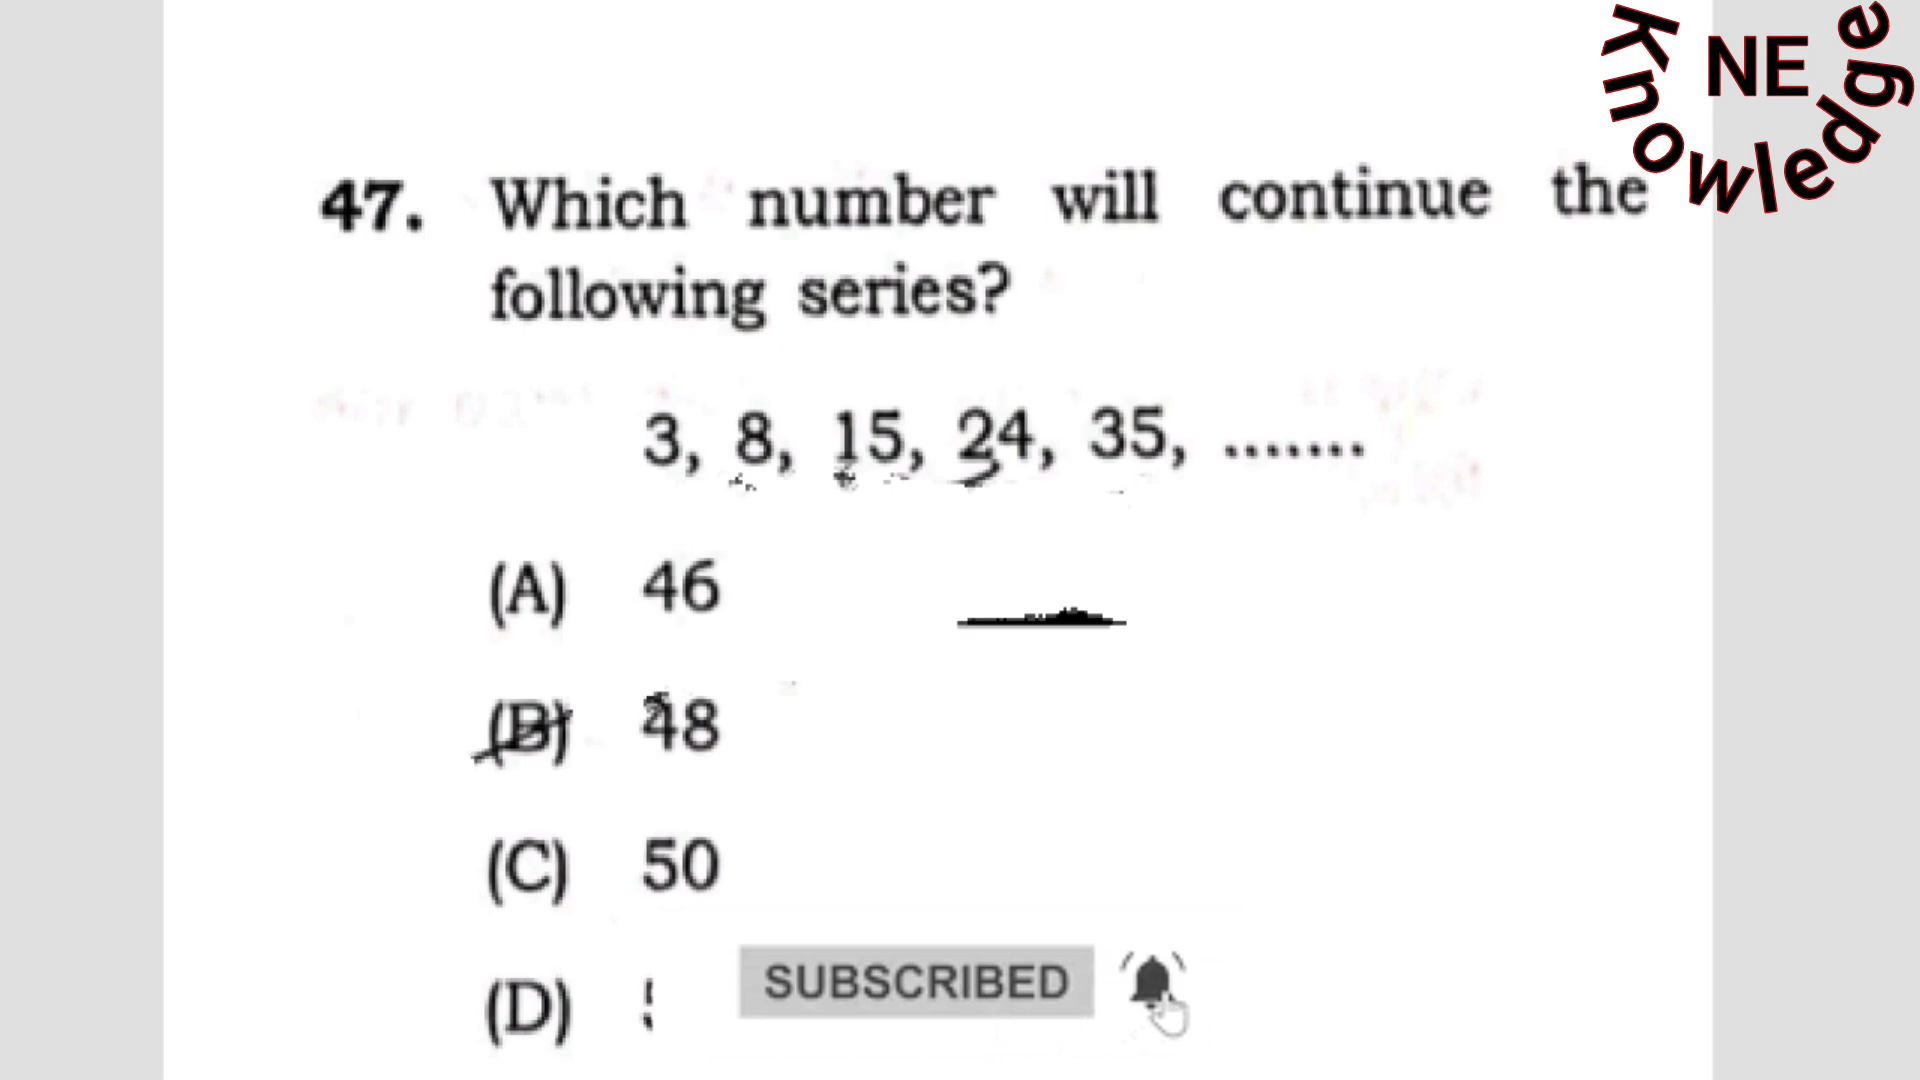 NE
Knowledge
47. Which number will continue the
following series?
3, 8, 15, 24, 35, .......
(A) 46
(B) 48
(C) 50
(D)
SUBSCRIBED